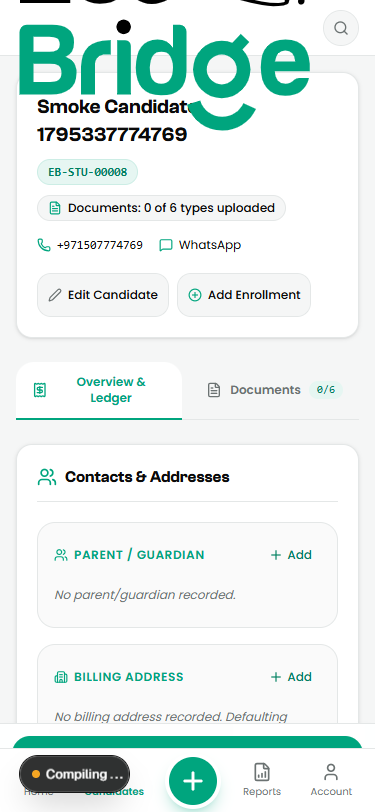 Bridge
Smoke Candidate
1795337774769
EB-STU-00008
Documents: 0 of 6 types uploaded
+971507774769 WhatsApp
Edit Candidate Add Enrollment
Overview &
Ledger
Documents 0/6
Contacts & Addresses
PARENT / GUARDIAN + Add
No parent/guardian recorded.
BILLING ADDRESS + Add
No billing address recorded. Defaulting
Compiling ...
Home Candidates Reports Account